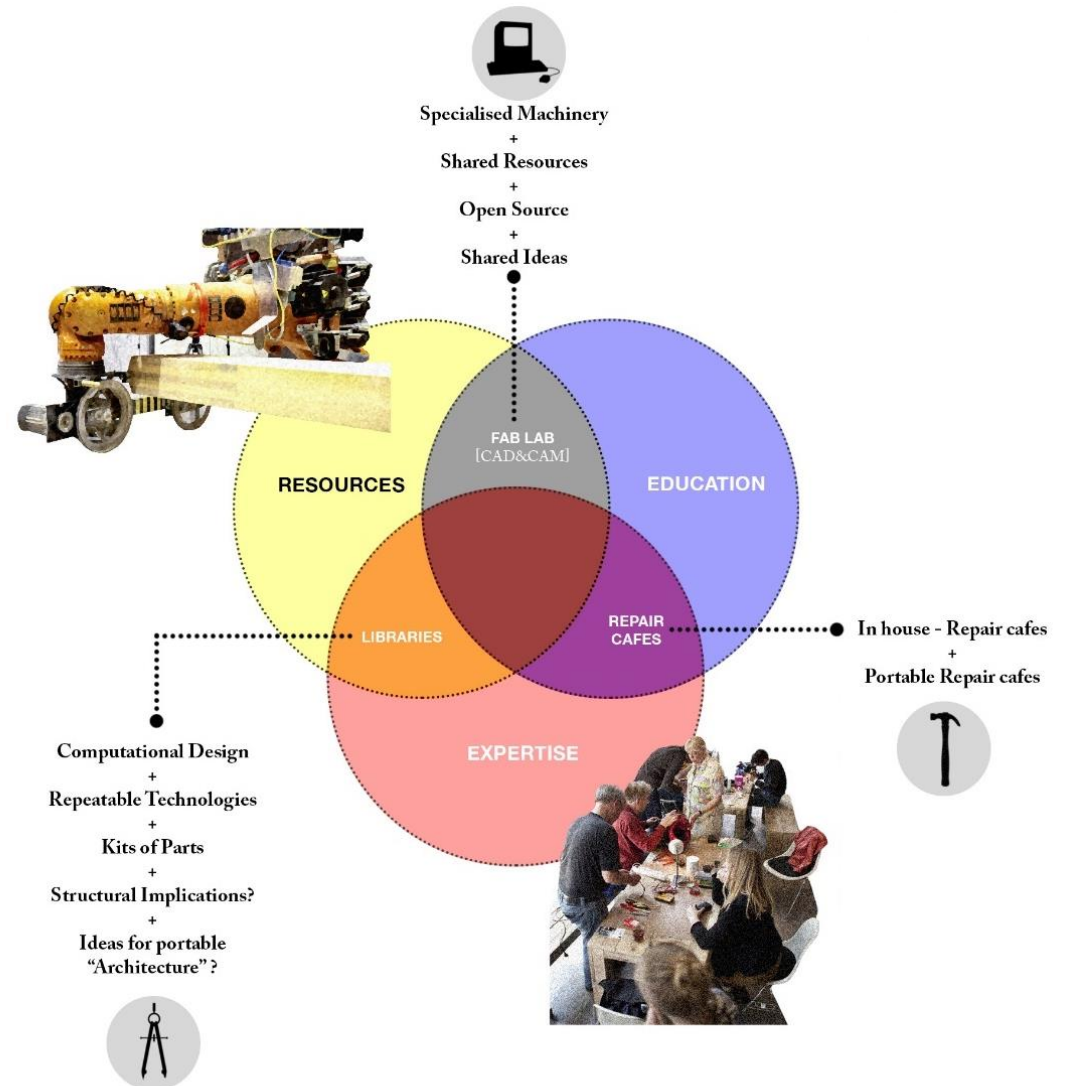 Specialised Machinery
+
Shared Resources
+
Open Source
+
Shared Ideas
FAB LAB
[CAD&CAM]
RESOURCES
EDUCATION
LIBRARIES
REPAIR
CAFES
In house - Repair cafes
+
Portable Repair cafes
EXPERTISE
Computational Design
+
Repeatable Technologies
+
Kits of Parts
+
Structural Implications?
+
Ideas for portable
“Architecture” ?